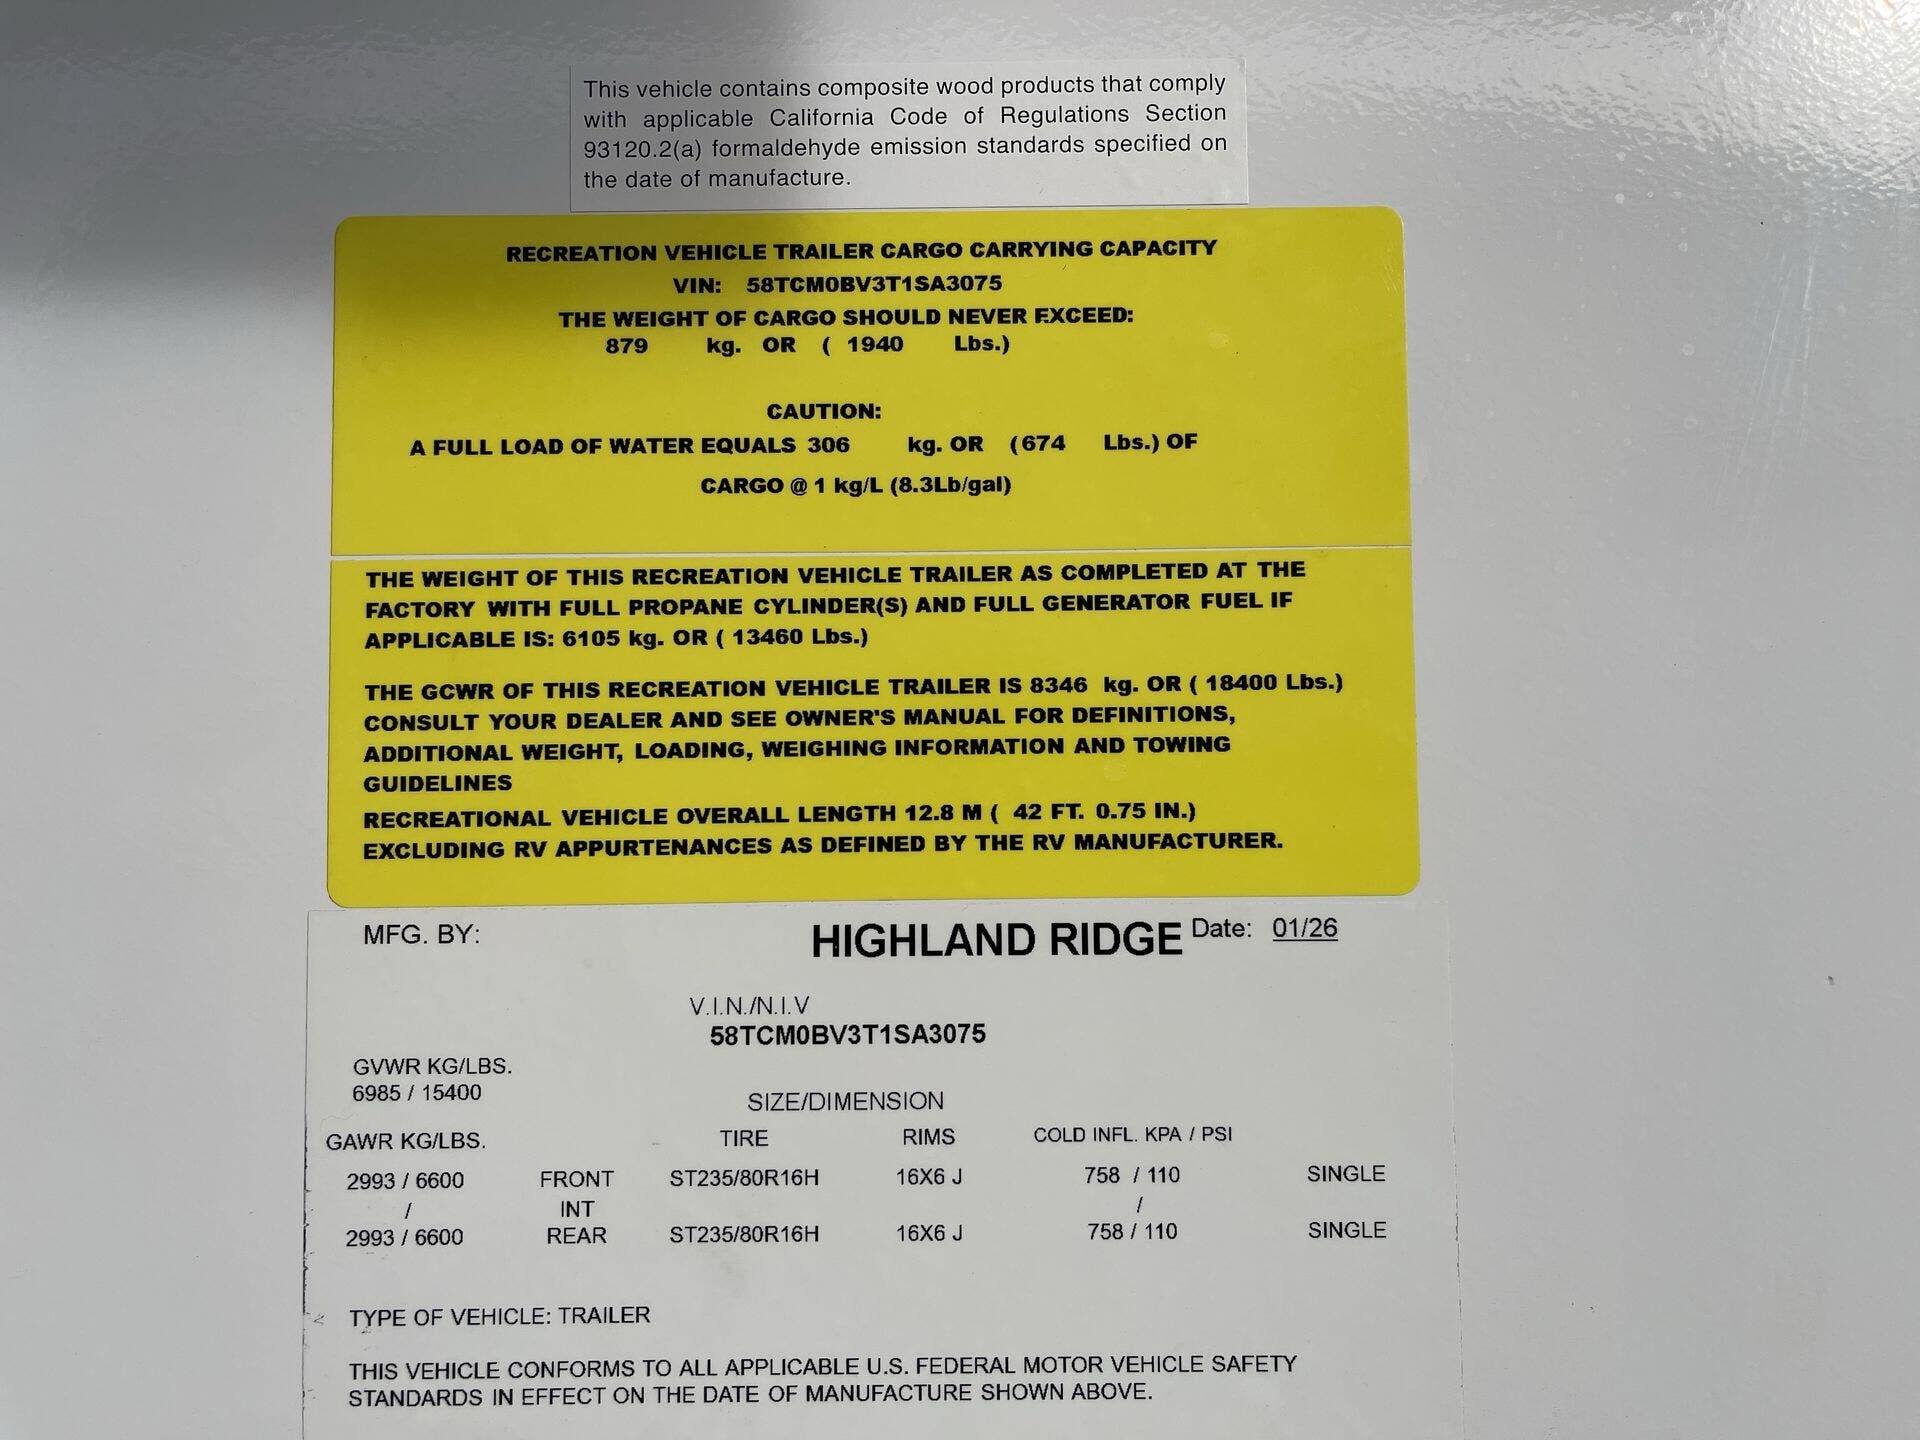 This vehicle contains composite wood products that comply
with applicable California Code of Regulations Section
93120.2(a) formaldehyde emission standards specified on
the date of manufacture.
RECREATION VEHICLE TRAILER CARGO CARRYING CAPACITY
VIN: 58TCM0BV3T1SA3075
THE WEIGHT OF CARGO SHOULD NEVER EXCEED:
879 kg. OR ( 1940 Lbs.)
CAUTION:
A FULL LOAD OF WATER EQUALS 306 kg. OR (674 Lbs.) OF
CARGO @ 1 kg/L (8.3Lb/gal)
THE WEIGHT OF THIS RECREATION VEHICLE TRAILER AS COMPLETED AT THE
FACTORY WITH FULL PROPANE CYLINDER(S) AND FULL GENERATOR FUEL IF
APPLICABLE IS: 6105 kg. OR ( 13460 Lbs.)
THE GCWR OF THIS RECREATION VEHICLE TRAILER IS 8346 kg. OR ( 18400 Lbs.)
CONSULT YOUR DEALER AND SEE OWNER'S MANUAL FOR DEFINITIONS,
ADDITIONAL WEIGHT, LOADING, WEIGHING INFORMATION AND TOWING
GUIDELINES
RECREATIONAL VEHICLE OVERALL LENGTH 12.8 M ( 42 FT. 0.75 IN.)
EXCLUDING RV APPURTENANCES AS DEFINED BY THE RV MANUFACTURER.
MFG. BY: HIGHLAND RIDGE Date: 01/26
V.I.N./N.I.V
58TCM0BV3T1SA3075
GVWR KG/LBS.
6985 / 15400
SIZE/DIMENSION
GAWR KG/LBS. TIRE RIMS COLD INFL. KPA / PSI
2993 / 6600 FRONT ST235/80R16H 16X6 J 758 / 110 SINGLE
/ INT /
2993 / 6600 REAR ST235/80R16H 16X6 J 758 / 110 SINGLE
TYPE OF VEHICLE: TRAILER
THIS VEHICLE CONFORMS TO ALL APPLICABLE U.S. FEDERAL MOTOR VEHICLE SAFETY
STANDARDS IN EFFECT ON THE DATE OF MANUFACTURE SHOWN ABOVE.